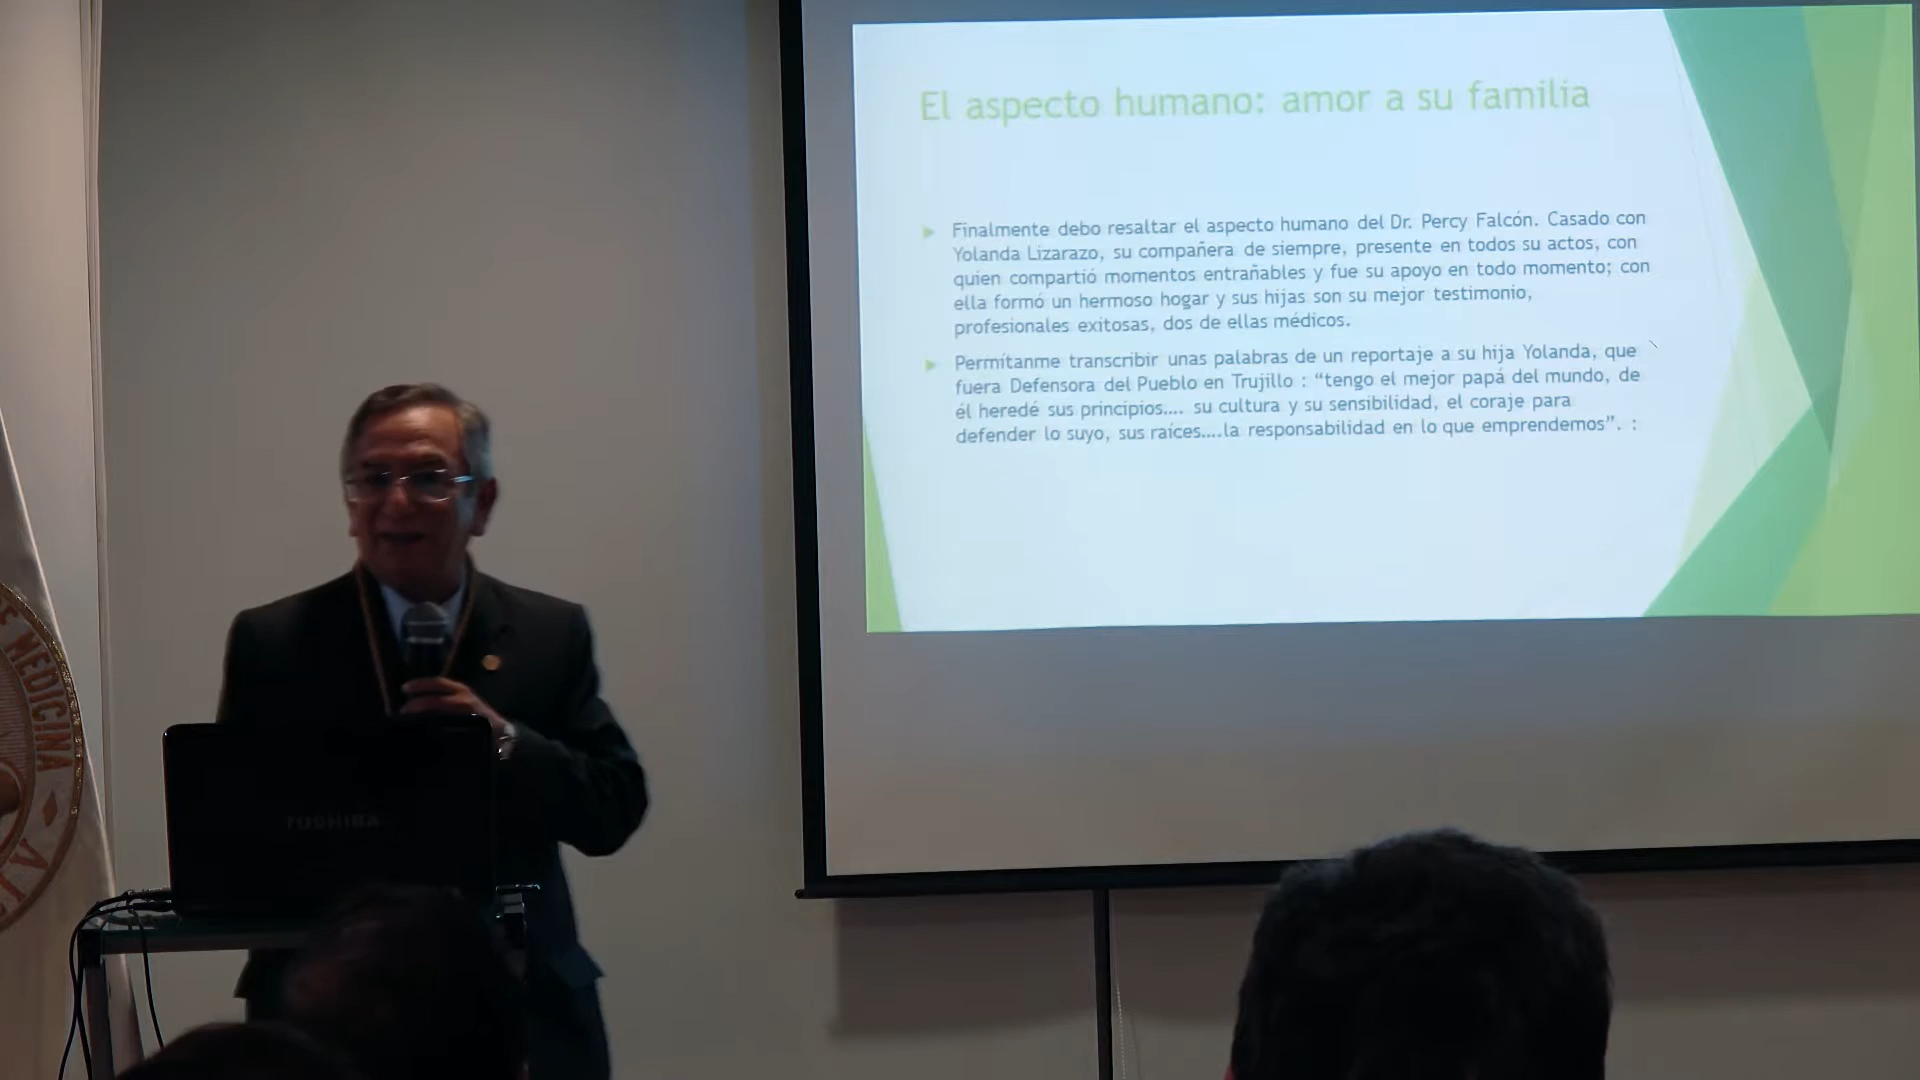 El aspecto humano: amor a su familia
Finalmente debo resaltar el aspecto humano del Dr. Percy Falcón. Casado con
Yolanda Lizarazo, su compañera de siempre, presente en todos su actos, con
quien compartió momentos entrañables y fue su apoyo en todo momento; con
ella formó un hermoso hogar y sus hijas son su mejor testimonio,
profesionales exitosas, dos de ellas médicos.
Permítanme transcribir unas palabras de un reportaje a su hija Yolanda, que
fuera Defensora del Pueblo en Trujillo : “tengo el mejor papá del mundo, de
él heredé sus principios.... su cultura y su sensibilidad, el coraje para
defender lo suyo, sus raíces....la responsabilidad en lo que emprendemos”. :
TOSHIBA
E MEDICINA